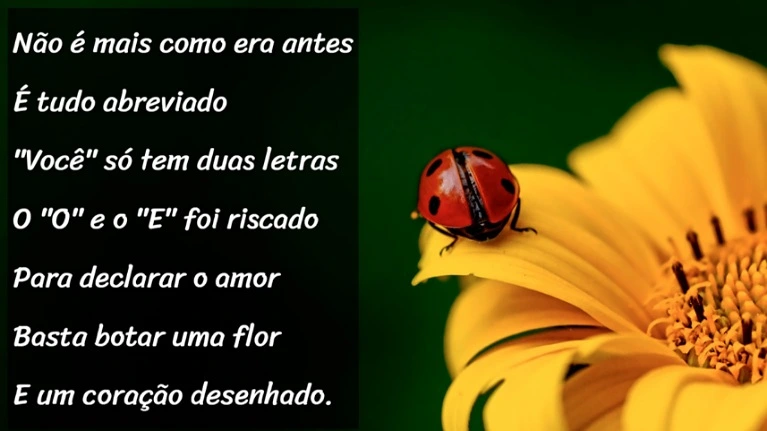 Não é mais como era antes
É tudo abreviado
"Você" só tem duas letras
O "O" e o "E" foi riscado
Para declarar o amor
Basta botar uma flor
E um coração desenhado.